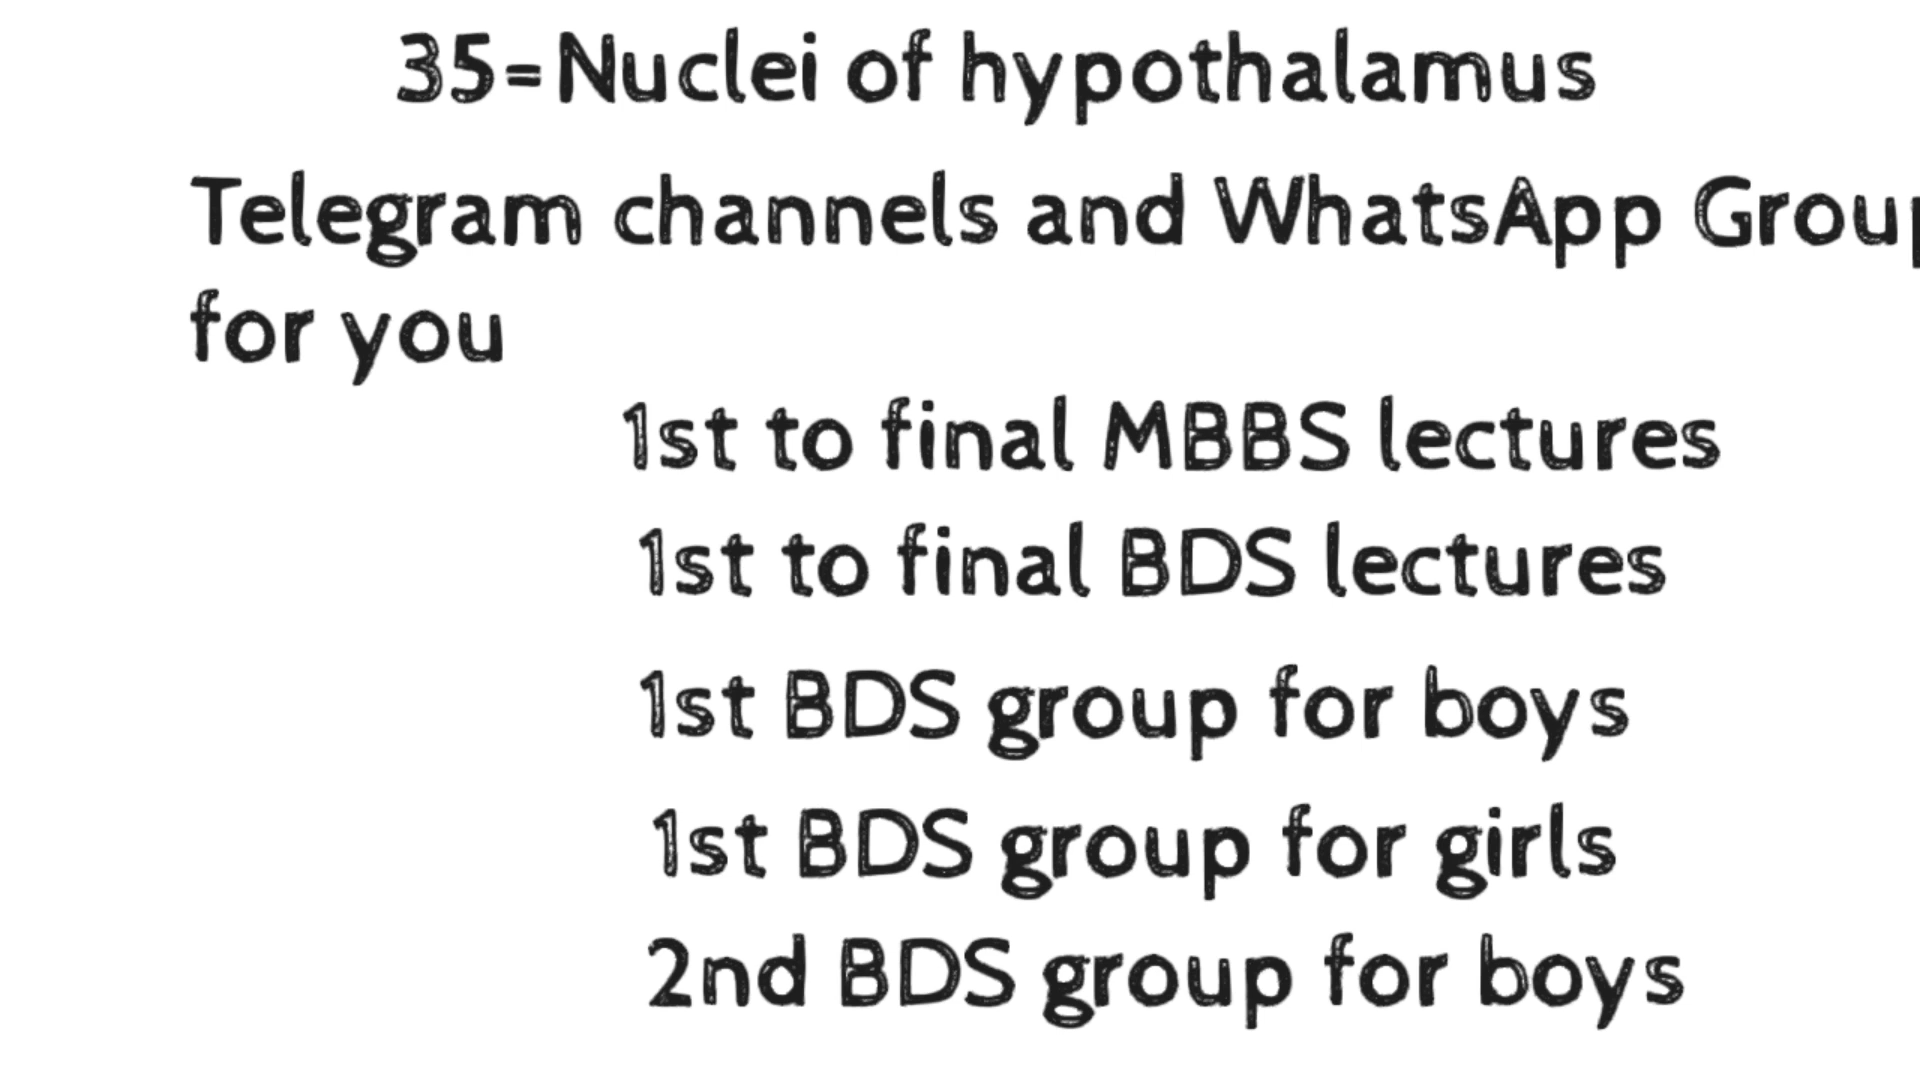 35=Nuclei of hypothalamus
Telegram channels and WhatsApp Group
for you
1st to final MBBS lectures
1st to final BDS lectures
1st BDS group for boys
1st BDS group for girls
2nd BDS group for boys